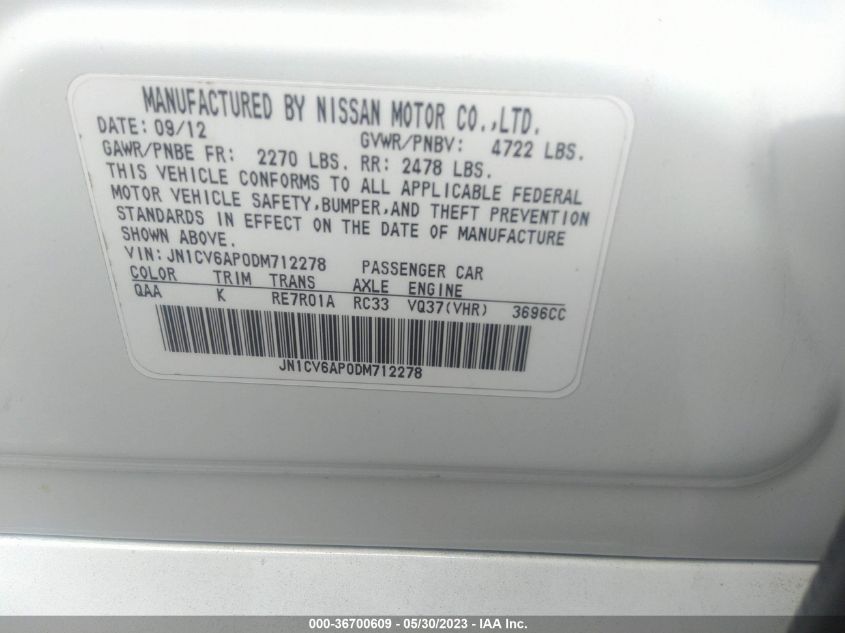 MANUFACTURED BY NISSAN MOTOR CO.,LTD.
DATE: 09/12 GVWR/PNBV: 4722 LBS.
GAWR/PNBE FR: 2270 LBS. RR: 2478 LBS.
THIS VEHICLE CONFORMS TO ALL APPLICABLE FEDERAL
MOTOR VEHICLE SAFETY,BUMPER,AND THEFT PREVENTION
STANDARDS IN EFFECT ON THE DATE OF MANUFACTURE
SHOWN ABOVE.
VIN: JN1CV6AP0DM712278 PASSENGER CAR
COLOR TRIM TRANS AXLE ENGINE
QAA K RE7R01A RC33 VQ37(VHR) 3696CC
JN1CV6AP0DM712278
000-36700609 - 05/30/2023 - IAA Inc.